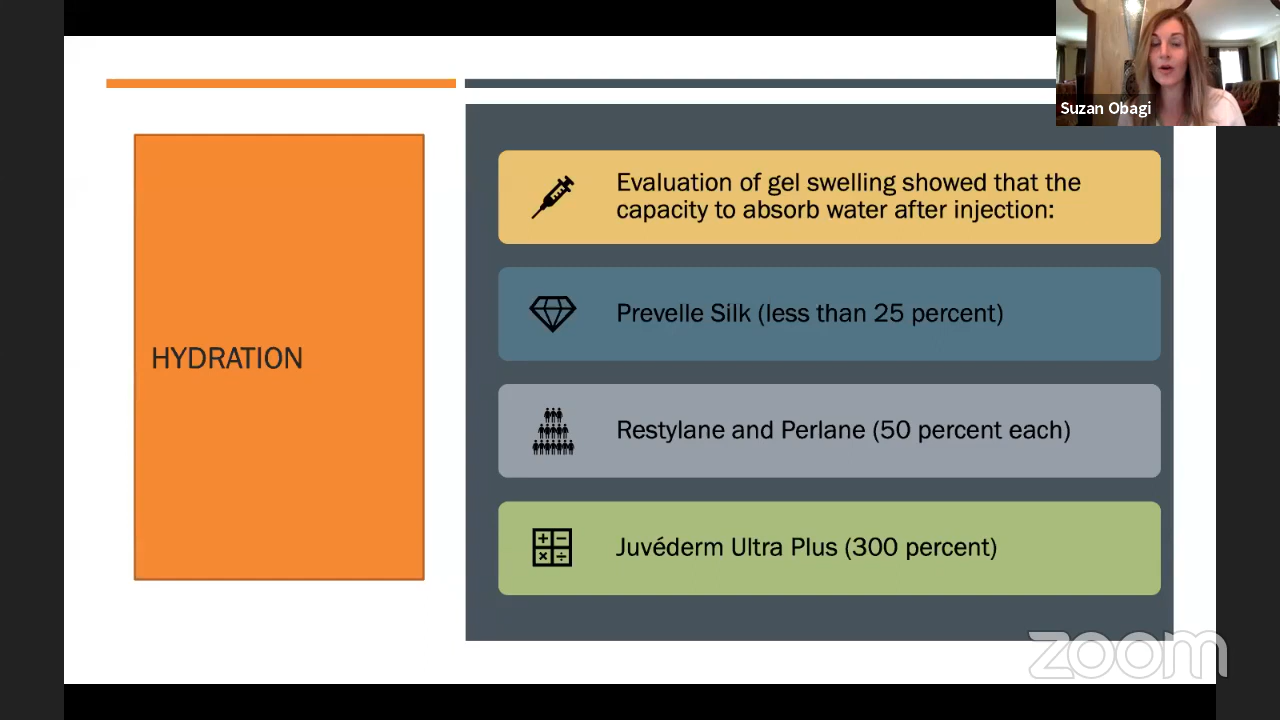 Suzan Obagi
HYDRATION
Evaluation of gel swelling showed that the
capacity to absorb water after injection:
Prevelle Silk (less than 25 percent)
Restylane and Perlane (50 percent each)
Juvéderm Ultra Plus (300 percent)
zoom